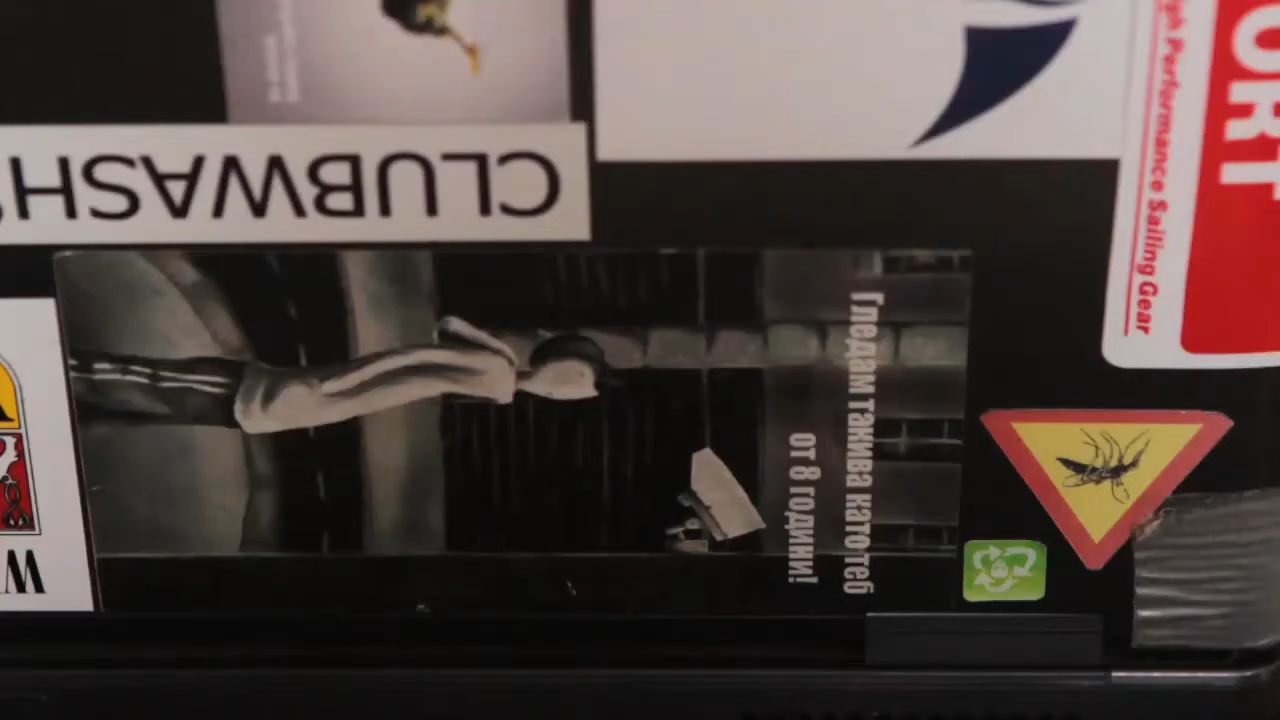 CLUBWASH'
ORT
High Performance Sailing Gear
Гледам такива като теб
от 8 години!
W